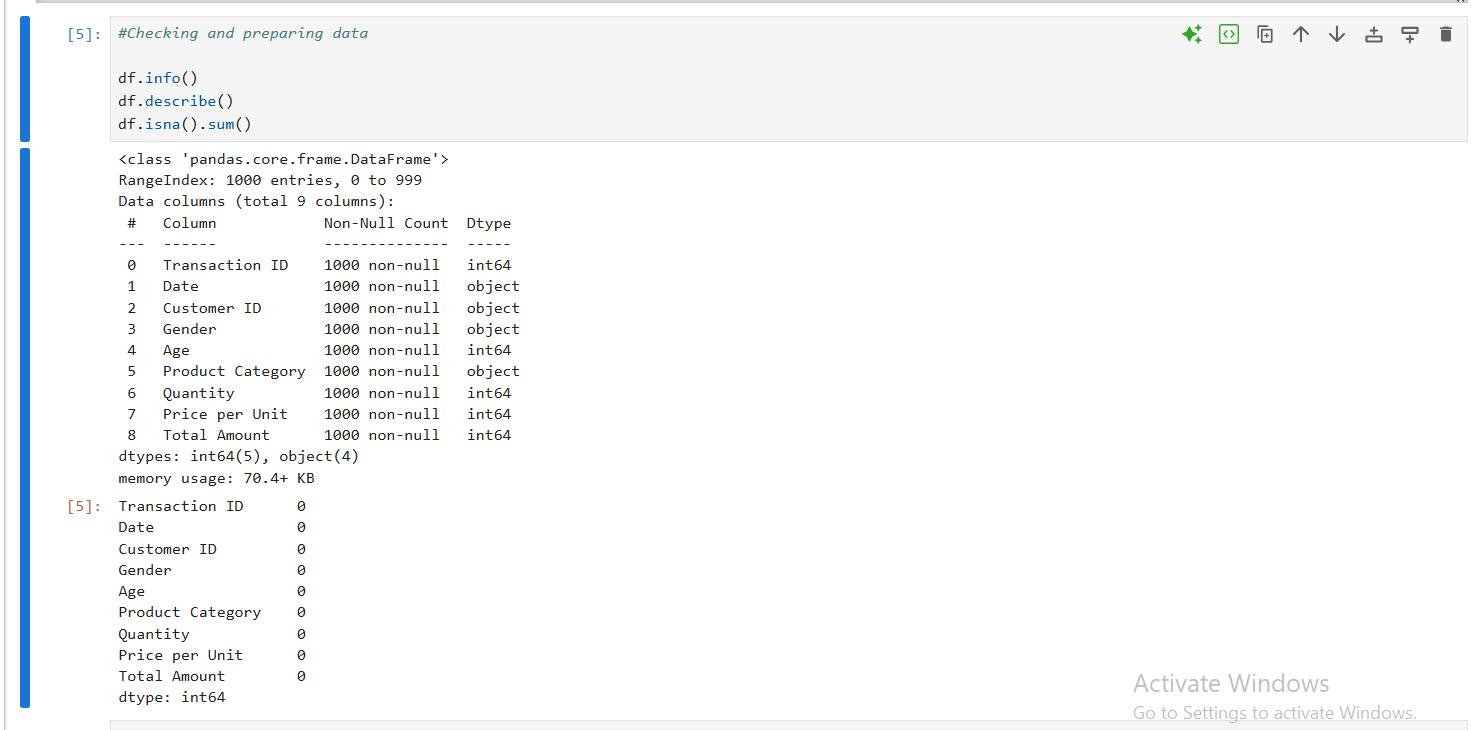 [5]: #Checking and preparing data
df.info()
df.describe()
df.isna().sum()
<class 'pandas.core.frame.DataFrame'>
RangeIndex: 1000 entries, 0 to 999
Data columns (total 9 columns):
 #   Column            Non-Null Count  Dtype
---  ------            --------------  -----
 0   Transaction ID    1000 non-null   int64
 1   Date              1000 non-null   object
 2   Customer ID       1000 non-null   object
 3   Gender            1000 non-null   object
 4   Age               1000 non-null   int64
 5   Product Category  1000 non-null   object
 6   Quantity          1000 non-null   int64
 7   Price per Unit    1000 non-null   int64
 8   Total Amount      1000 non-null   int64
dtypes: int64(5), object(4)
memory usage: 70.4+ KB
[5]: Transaction ID      0
Date                0
Customer ID         0
Gender              0
Age                 0
Product Category    0
Quantity            0
Price per Unit      0
Total Amount        0
dtype: int64
Activate Windows
Go to Settings to activate Windows.